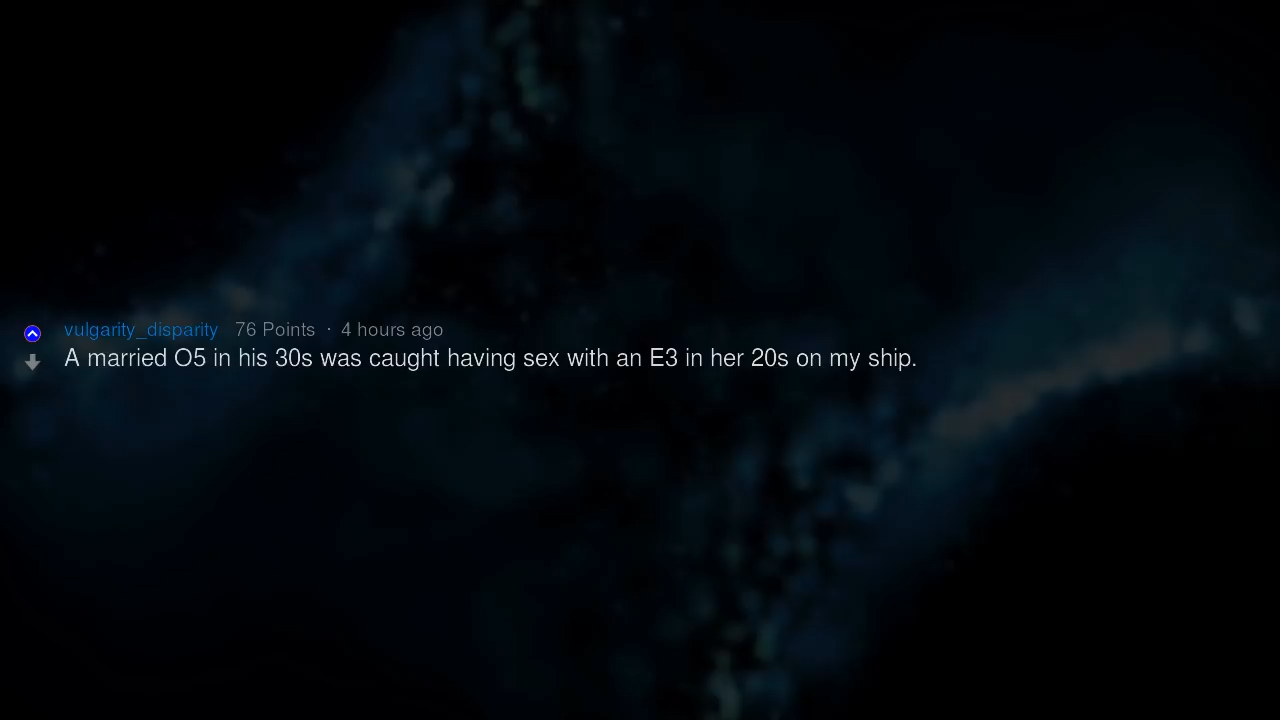 vulgarity_disparity 76 Points · 4 hours ago
A married O5 in his 30s was caught having sex with an E3 in her 20s on my ship.